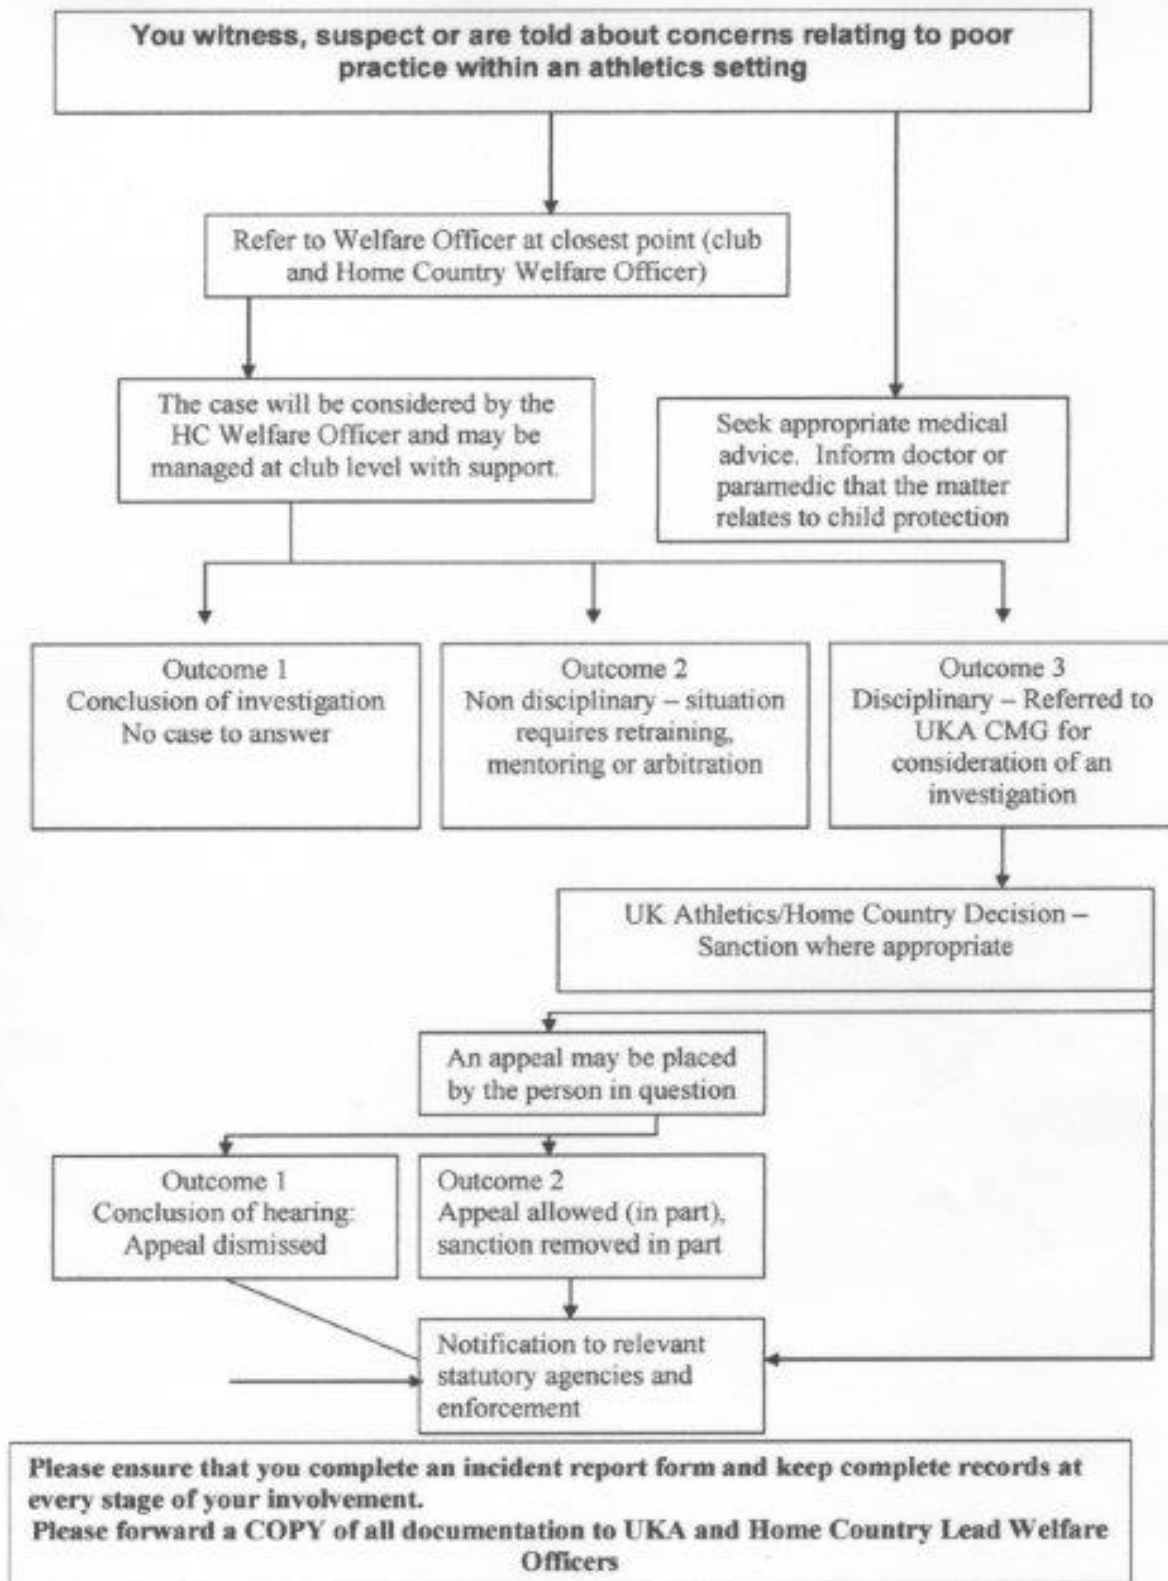 You witness, suspect or are told about concerns relating to poor
practice within an athletics setting
Refer to Welfare Officer at closest point (club
and Home Country Welfare Officer)
The case will be considered by the
HC Welfare Officer and may be
managed at club level with support.
Seek appropriate medical
advice. Inform doctor or
paramedic that the matter
relates to child protection
Outcome 1
Conclusion of investigation
No case to answer
Outcome 2
Non disciplinary – situation
requires retraining,
mentoring or arbitration
Outcome 3
Disciplinary – Referred to
UKA CMG for
consideration of an
investigation
UK Athletics/Home Country Decision –
Sanction where appropriate
An appeal may be placed
by the person in question
Outcome 1
Conclusion of hearing:
Appeal dismissed
Outcome 2
Appeal allowed (in part),
sanction removed in part
Notification to relevant
statutory agencies and
enforcement
Please ensure that you complete an incident report form and keep complete records at
every stage of your involvement.
Please forward a COPY of all documentation to UKA and Home Country Lead Welfare
Officers